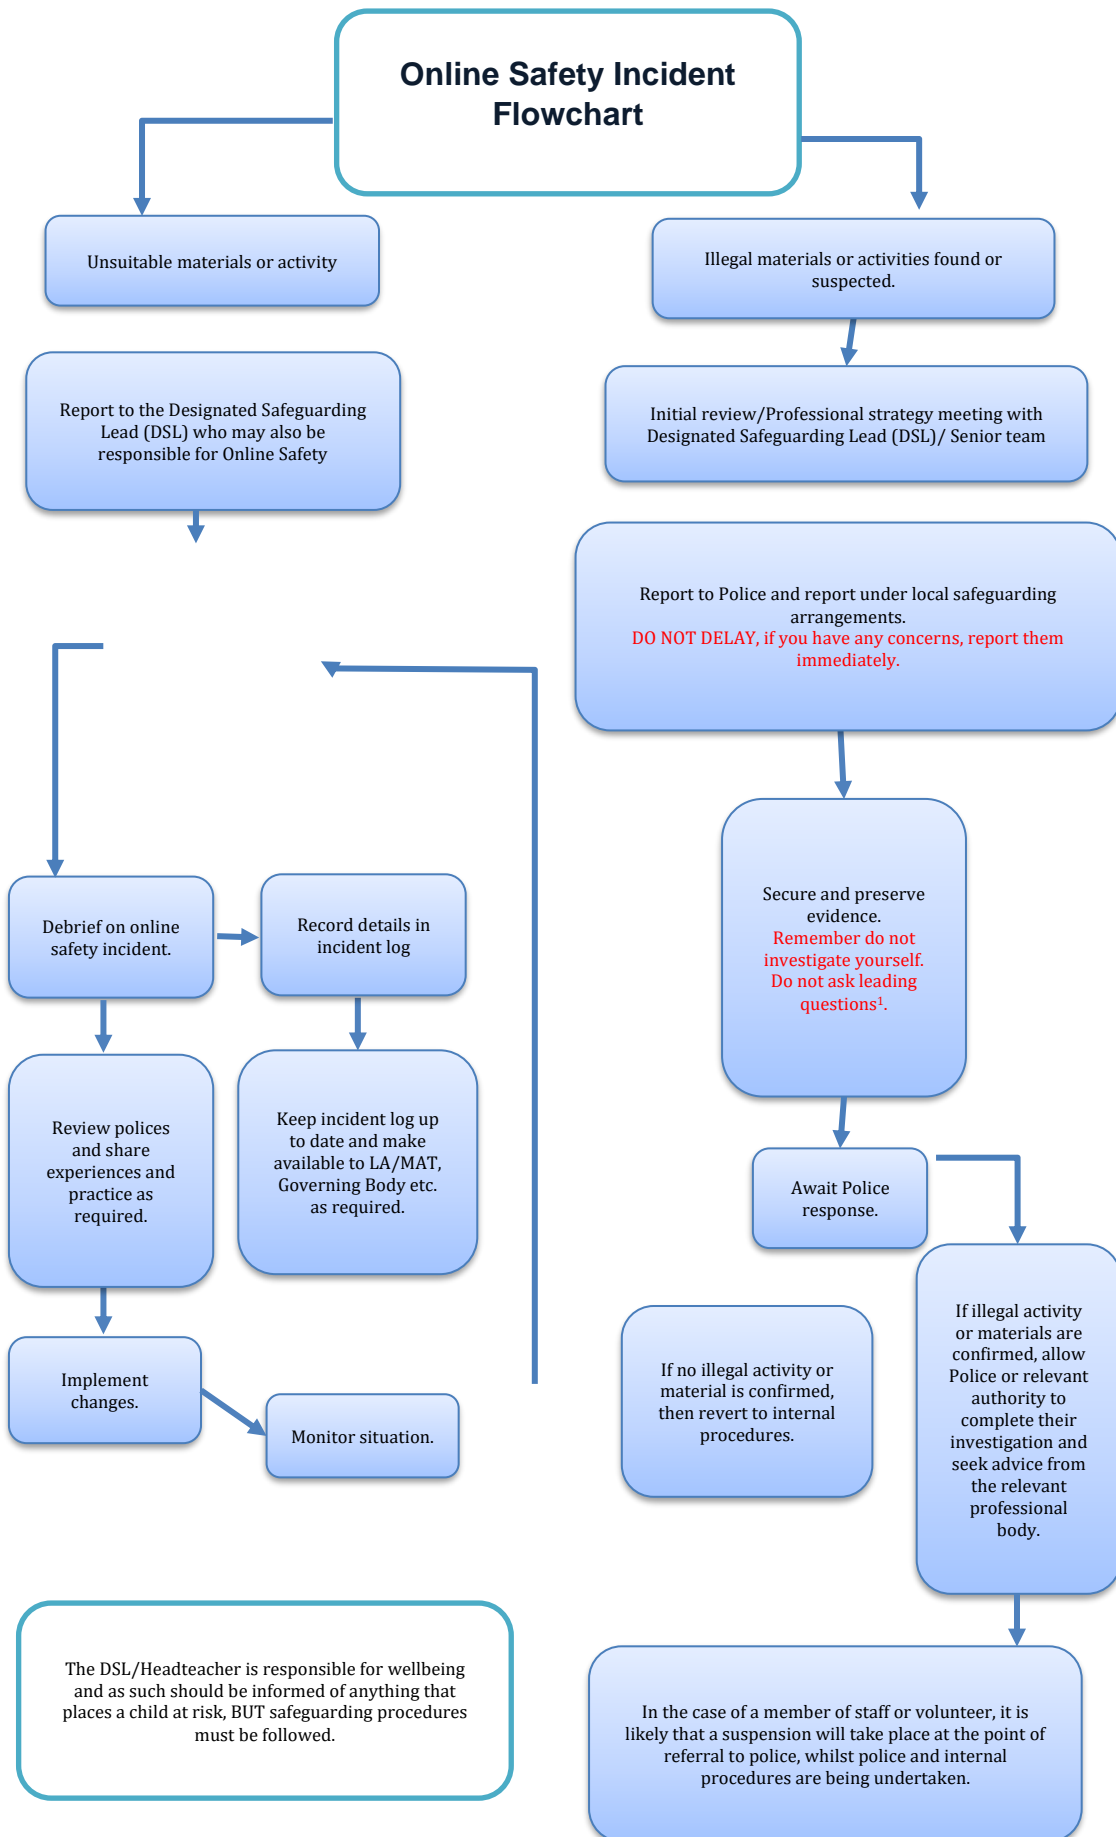 Online Safety Incident
Flowchart
Unsuitable materials or activity
Report to the Designated Safeguarding
Lead (DSL) who may also be
responsible for Online Safety
Debrief on online
safety incident.
Record details in
incident log
Review polices
and share
experiences and
practice as
required.
Keep incident log up
to date and make
available to LA/MAT,
Governing Body etc.
as required.
Implement
changes.
Monitor situation.
The DSL/Headteacher is responsible for wellbeing
and as such should be informed of anything that
places a child at risk, BUT safeguarding procedures
must be followed.
Illegal materials or activities found or
suspected.
Initial review/Professional strategy meeting with
Designated Safeguarding Lead (DSL)/ Senior team
Report to Police and report under local safeguarding
arrangements.
DO NOT DELAY, if you have any concerns, report them
immediately.
Secure and preserve
evidence.
Remember do not
investigate yourself.
Do not ask leading
questions¹.
Await Police
response.
If no illegal activity or
material is confirmed,
then revert to internal
procedures.
If illegal activity
or materials are
confirmed, allow
Police or relevant
authority to
complete their
investigation and
seek advice from
the relevant
professional
body.
In the case of a member of staff or volunteer, it is
likely that a suspension will take place at the point of
referral to police, whilst police and internal
procedures are being undertaken.